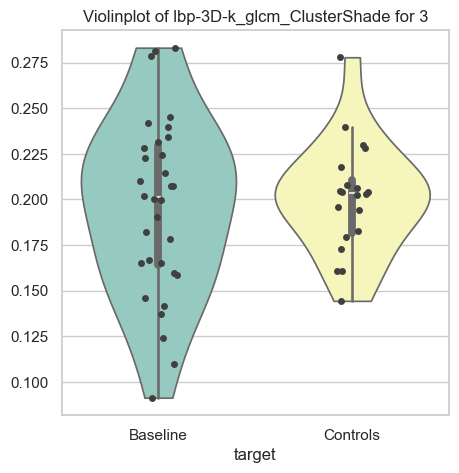 Violinplot of lbp-3D-k_glcm_ClusterShade for 3
0.275
0.250
0.225
0.200
0.175
0.150
0.125
0.100
Baseline
Controls
target